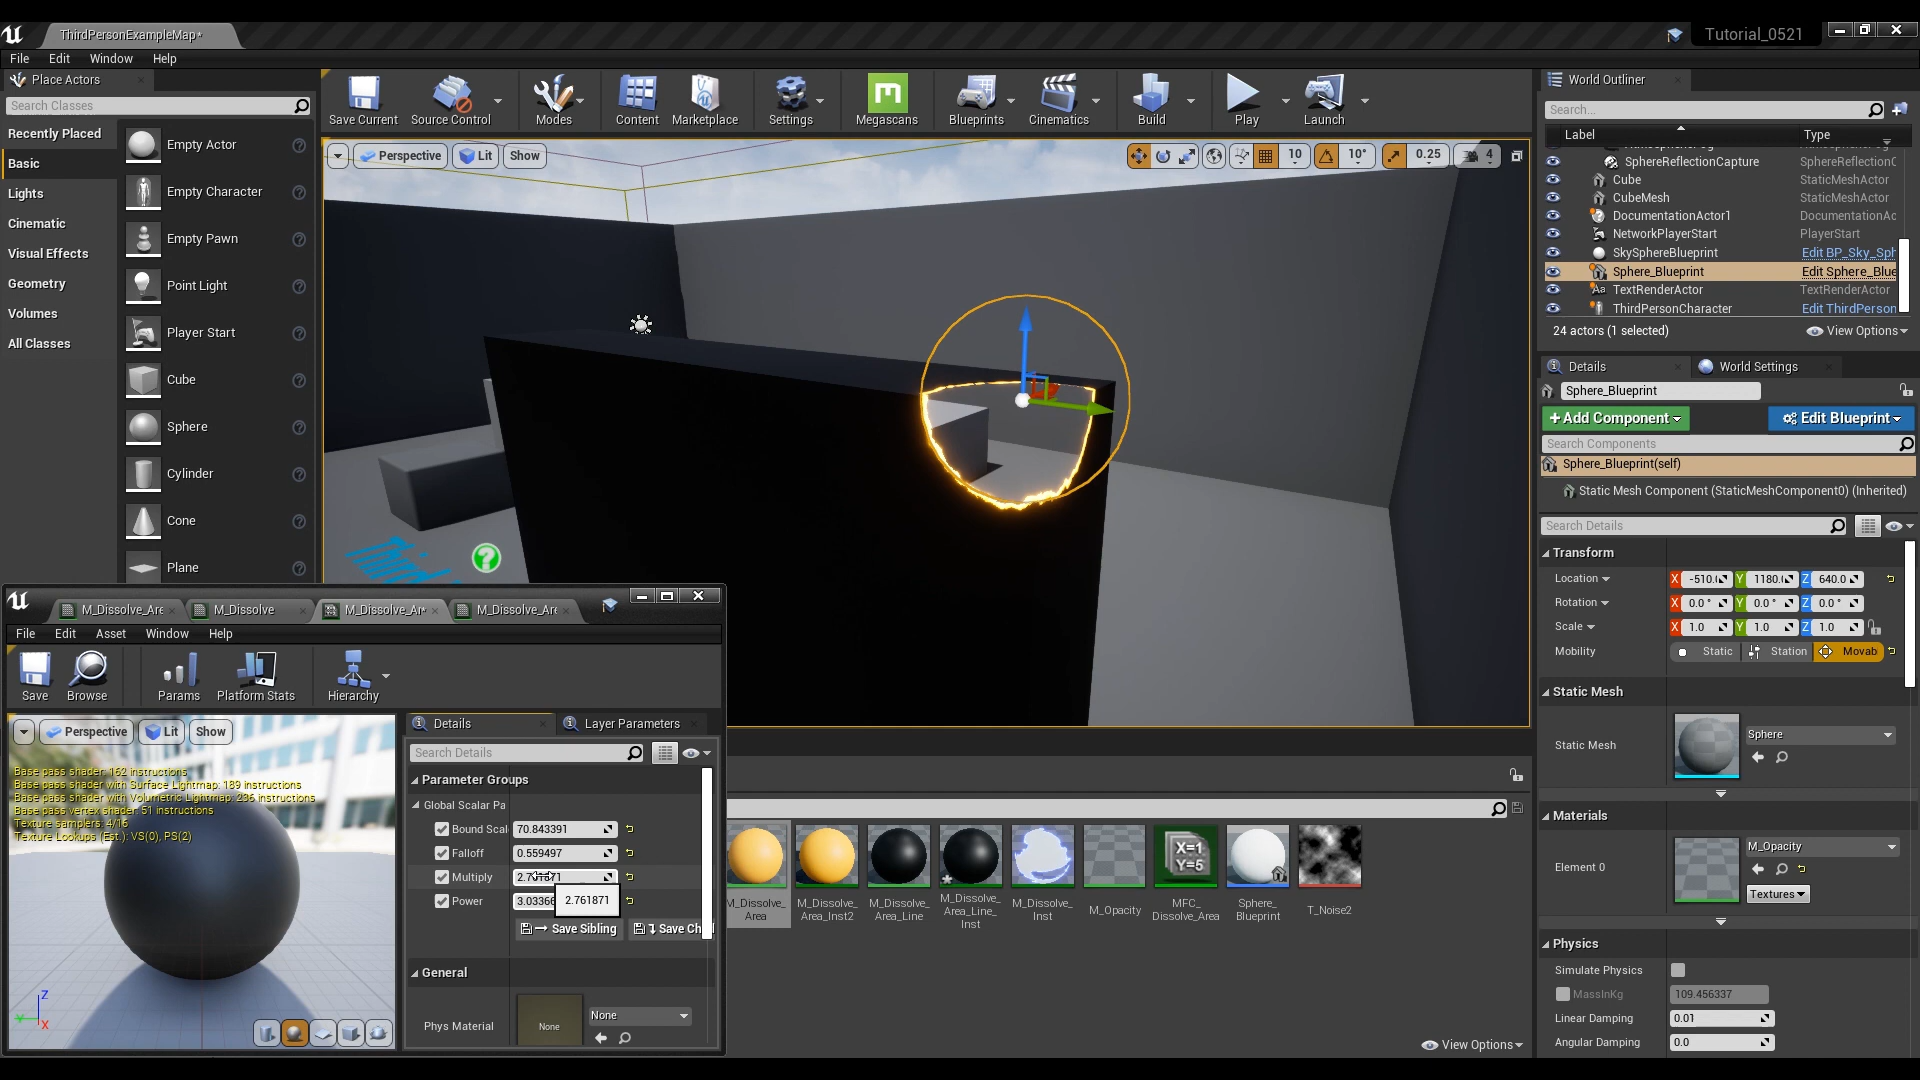 ThirdPersonExampleMap*
Tutorial_0521
File Edit Window Help
Place Actors
Search Classes
Recently Placed
Basic
Lights
Cinematic
Visual Effects
Geometry
Volumes
All Classes
Empty Actor
Empty Character
Empty Pawn
Point Light
Player Start
Cube
Sphere
Cylinder
Cone
Plane
Save Current
Source Control
Modes
Content
Marketplace
Settings
Megascans
Blueprints
Cinematics
Build
Play
Launch
Perspective
Lit
Show
10
10°
0.25
4
World Outliner
Search...
Label Type
SphereReflectionCapture SphereReflectionC
Cube StaticMeshActor
CubeMesh StaticMeshActor
DocumentationActor1 DocumentationAc
NetworkPlayerStart PlayerStart
SkySphereBlueprint Edit BP_Sky_Sph
Sphere_Blueprint Edit Sphere_Blue
TextRenderActor TextRenderActor
ThirdPersonCharacter Edit ThirdPerson
24 actors (1 selected)
View Options
Details
World Settings
Sphere_Blueprint
+Add Component
Edit Blueprint
Search Components
Sphere_Blueprint(self)
Static Mesh Component (StaticMeshComponent0) (Inherited)
Search Details
Transform
Location X -510.( Y 1180.( Z 640.0
Rotation X 0.0 ° Y 0.0 ° Z 0.0 °
Scale X 1.0 Y 1.0 Z 1.0
Mobility Static Station Movab
Static Mesh
Static Mesh
Sphere
Materials
Element 0
M_Opacity
Textures
Physics
Simulate Physics
MassInKg 109.456337
Linear Damping 0.01
Angular Damping 0.0
M_Dissolve_Are
M_Dissolve
M_Dissolve_Ar*
M_Dissolve_Are
File Edit Asset Window Help
Save
Browse
Params
Platform Stats
Hierarchy
Perspective
Lit
Show
Base pass shader: 162 instructions
Base pass shader with Surface Lightmap: 189 instructions
Base pass shader with Volumetric Lightmap: 236 instructions
Base pass vertex shader: 51 instructions
Texture samplers: 4/16
Texture Lookups (Est.): VS(0), PS(2)
Z
Y
X
Details
Layer Parameters
Search Details
Parameter Groups
Global Scalar Pa
Bound Scal 70.843391
Falloff 0.559497
Multiply
Power 3.03366
2.761871
Save Sibling
Save Ch
General
Phys Material
None
None
M_Dissolve_
Area
M_Dissolve_
Area_Inst2
M_Dissolve_
Area_Line
M_Dissolve_
Area_Line_
Inst
M_Dissolve_
Inst
M_Opacity
X=1
Y=5
MFC_
Dissolve_Area
Sphere_
Blueprint
T_Noise2
View Options